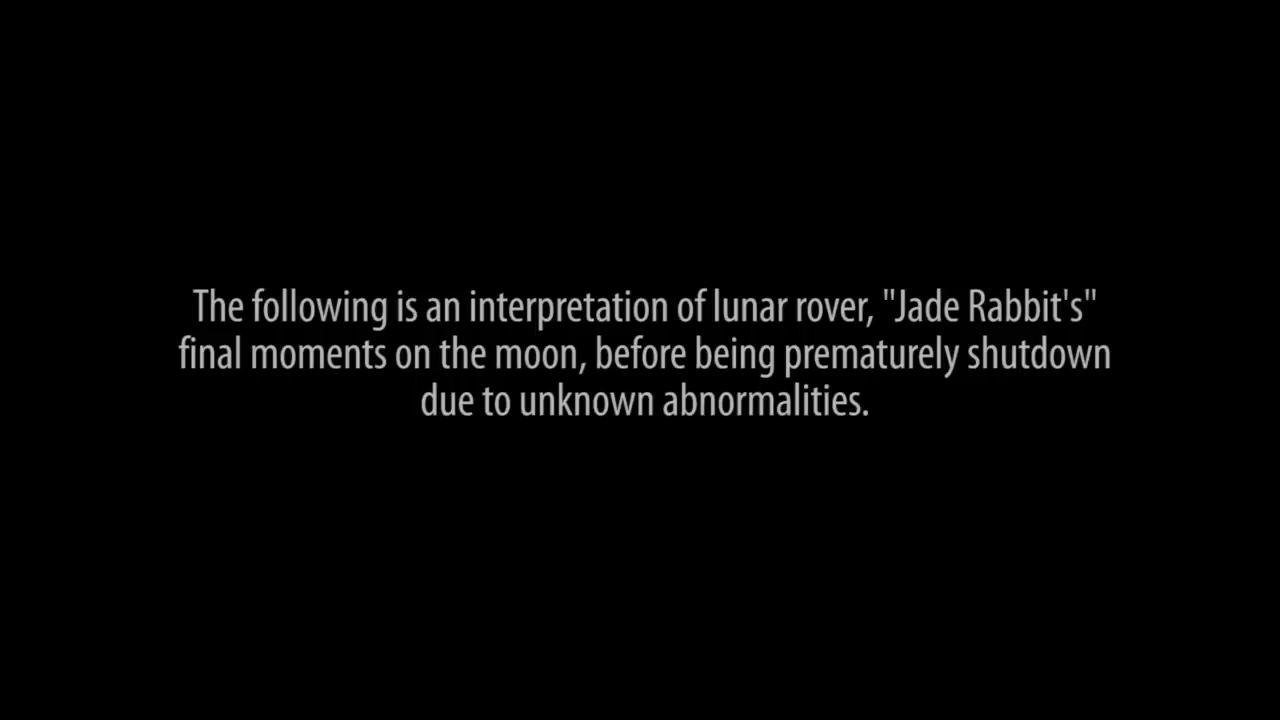 The following is an interpretation of lunar rover, "Jade Rabbit's"
final moments on the moon, before being prematurely shutdown
due to unknown abnormalities.